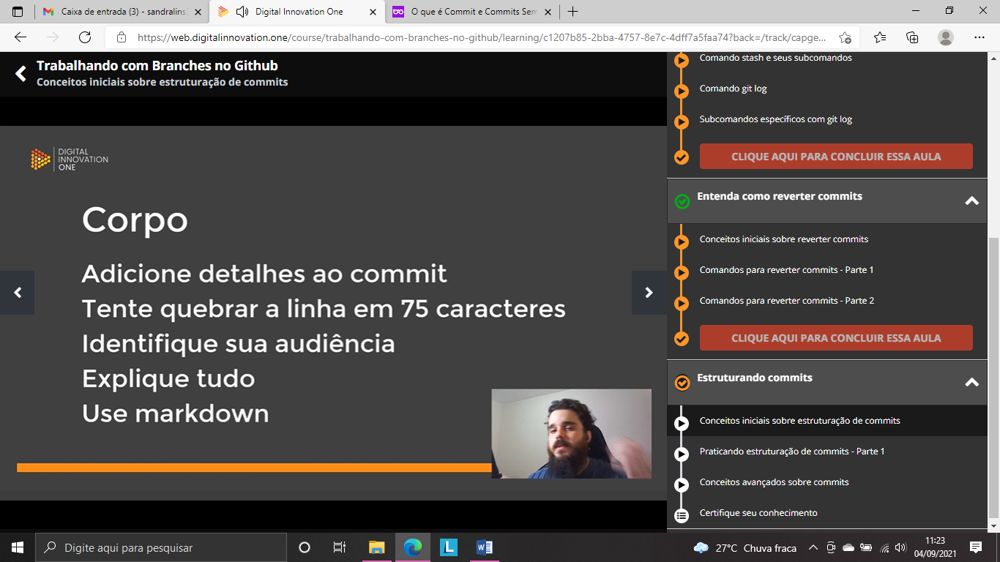 Caixa de entrada (3) - sandralins
Digital Innovation One
O que é Commit e Commits Sem
https://web.digitalinnovation.one/course/trabalhando-com-branches-no-github/learning/c1207b85-2bba-4757-8e7c-4dff7a5faa74?back=/track/capge...
Trabalhando com Branches no Github
Conceitos iniciais sobre estruturação de commits
DIGITAL
INNOVATION
ONE
Corpo
Adicione detalhes ao commit
Tente quebrar a linha em 75 caracteres
Identifique sua audiência
Explique tudo
Use markdown
Comando stash e seus subcomandos
Comando git log
Subcomandos específicos com git log
CLIQUE AQUI PARA CONCLUIR ESSA AULA
Entenda como reverter commits
Conceitos iniciais sobre reverter commits
Comandos para reverter commits - Parte 1
Comandos para reverter commits - Parte 2
CLIQUE AQUI PARA CONCLUIR ESSA AULA
Estruturando commits
Conceitos iniciais sobre estruturação de commits
Praticando estruturação de commits - Parte 1
Conceitos avançados sobre commits
Certifique seu conhecimento
Digite aqui para pesquisar
L
W
27°C Chuva fraca
11:23
04/09/2021